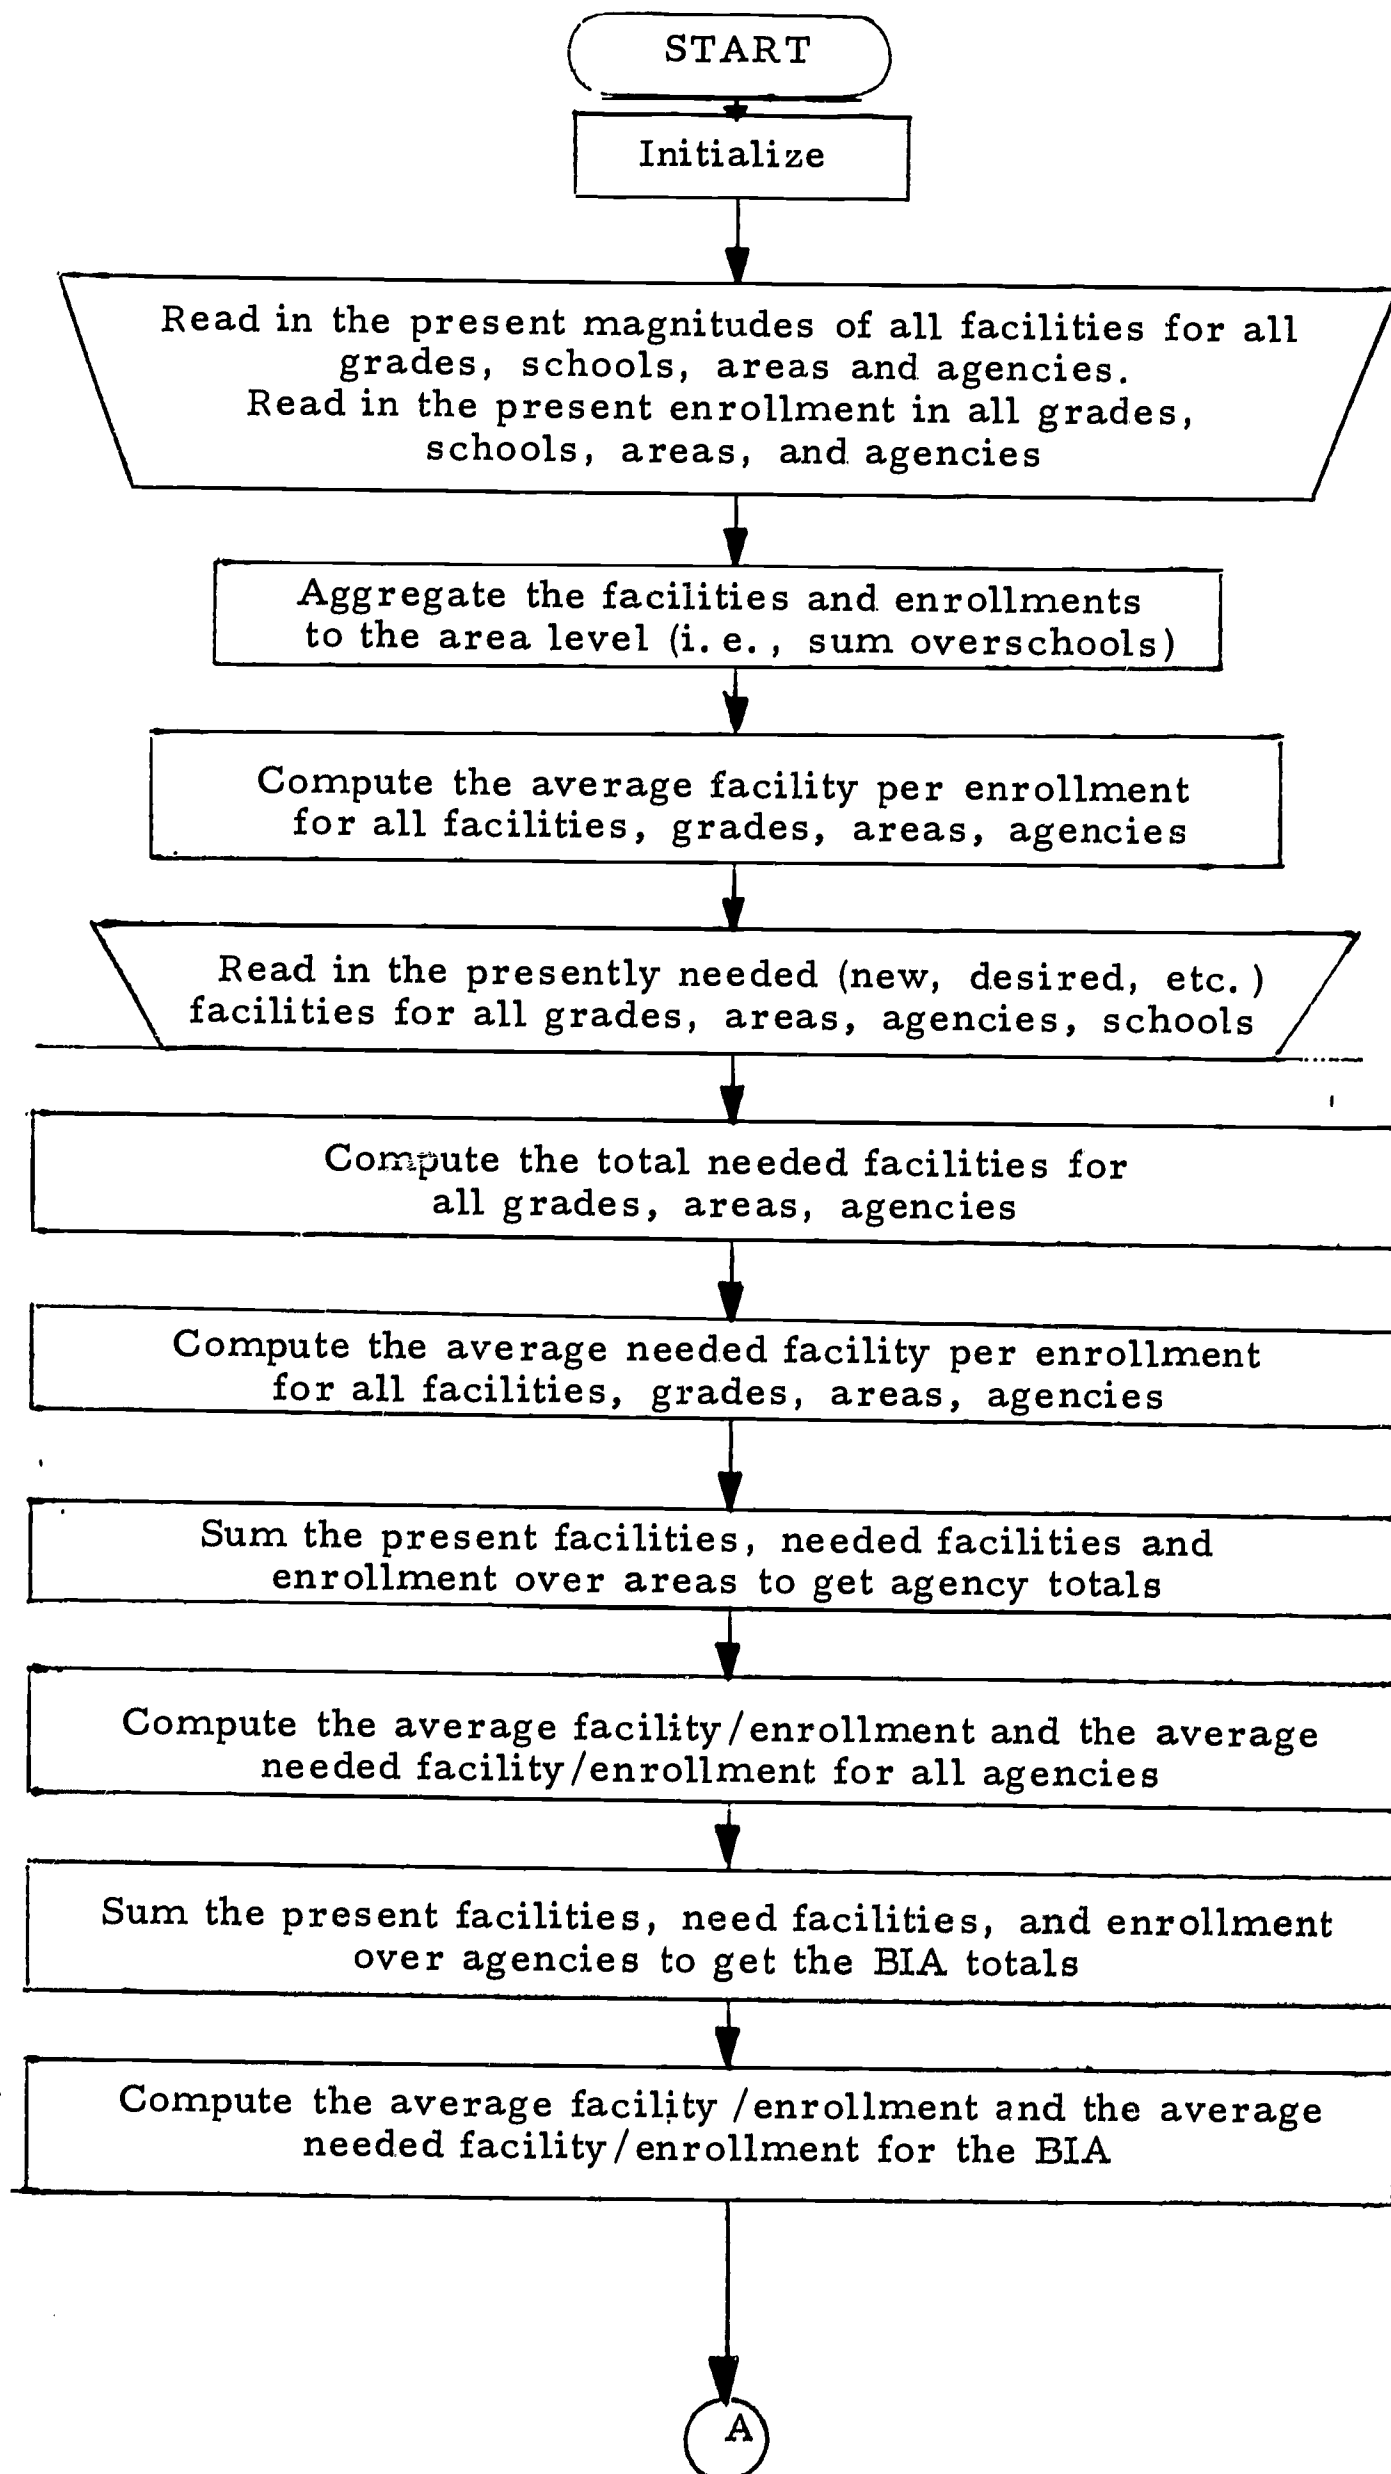 START
Initialize
Read in the present magnitudes of all facilities for all
grades, schools, areas and agencies.
Read in the present enrollment in all grades,
schools, areas, and agencies
Aggregate the facilities and enrollments
to the area level (i.e., sum overschools)
Compute the average facility per enrollment
for all facilities, grades, areas, agencies
Read in the presently needed (new, desired, etc.)
facilities for all grades, areas, agencies, schools
Compute the total needed facilities for
all grades, areas, agencies
Compute the average needed facility per enrollment
for all facilities, grades, areas, agencies
Sum the present facilities, needed facilities and
enrollment over areas to get agency totals
Compute the average facility/enrollment and the average
needed facility/enrollment for all agencies
Sum the present facilities, need facilities, and enrollment
over agencies to get the BIA totals
Compute the average facility /enrollment and the average
needed facility/enrollment for the BIA
A